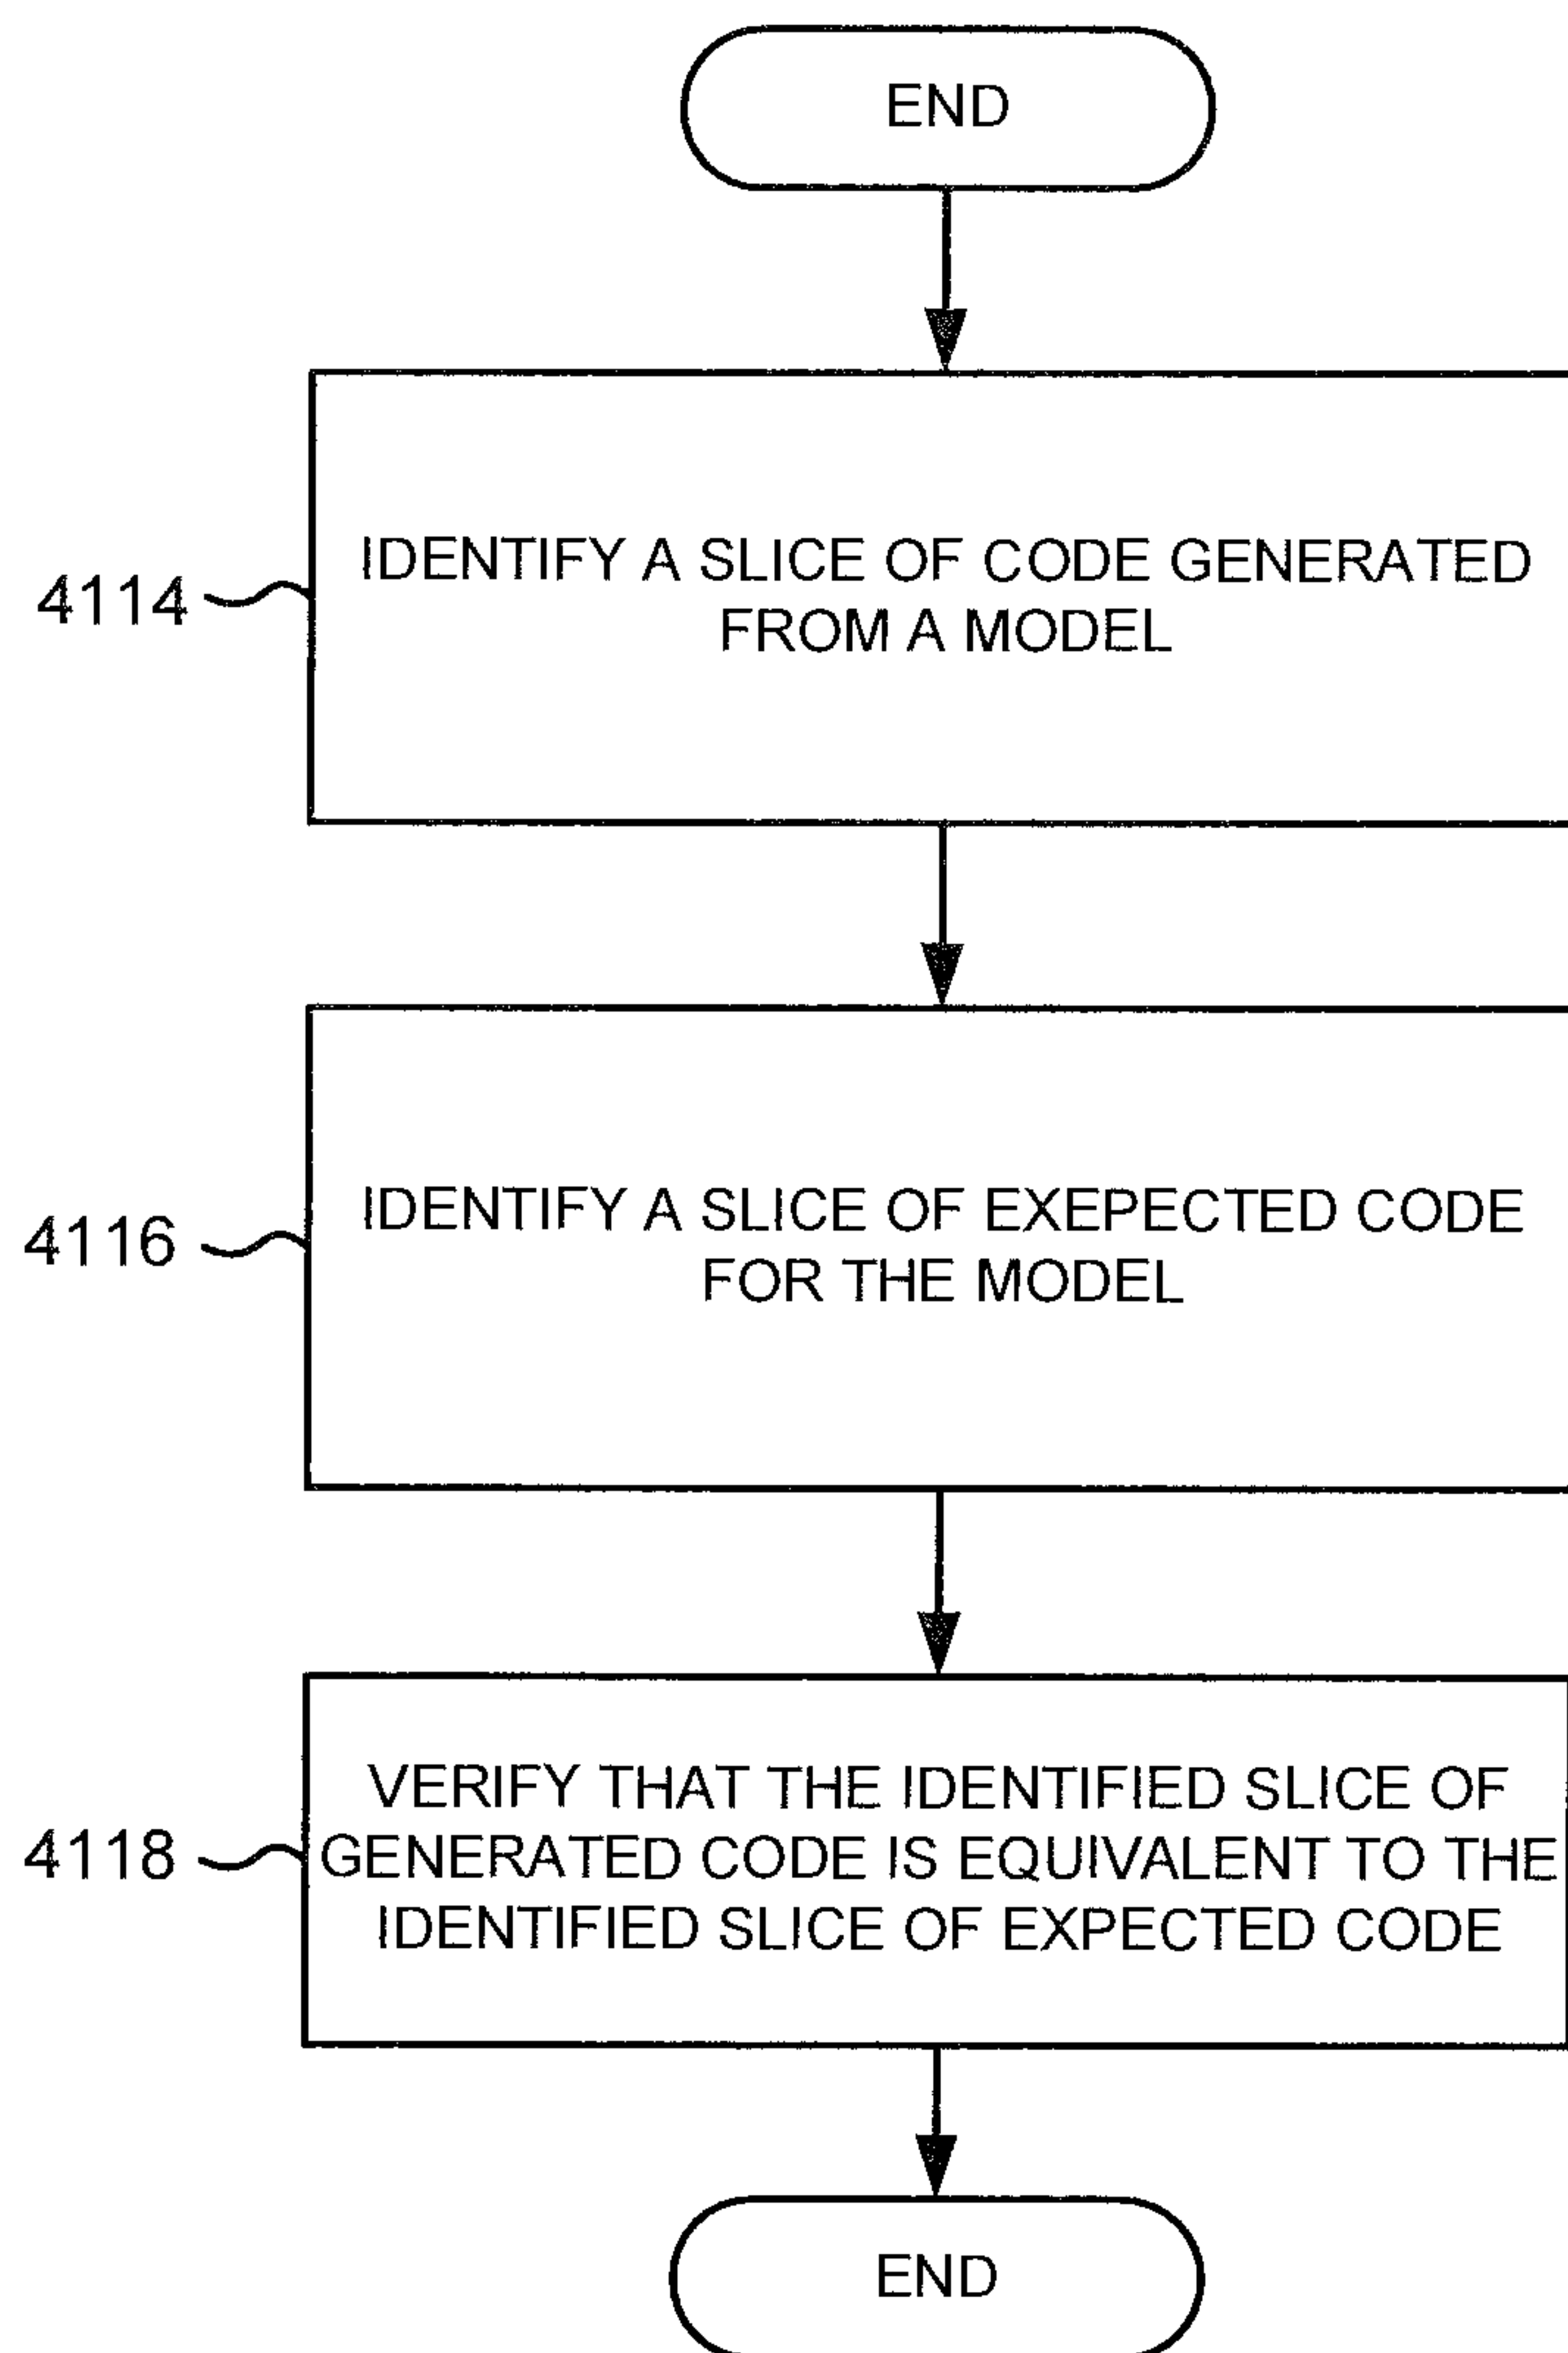 END
IDENTIFY A SLICE OF CODE GENERATED
FROM A MODEL
4114
IDENTIFY A SLICE OF EXEPECTED CODE
FOR THE MODEL
4116
VERIFY THAT THE IDENTIFIED SLICE OF
GENERATED CODE IS EQUIVALENT TO THE
IDENTIFIED SLICE OF EXPECTED CODE
4118
END